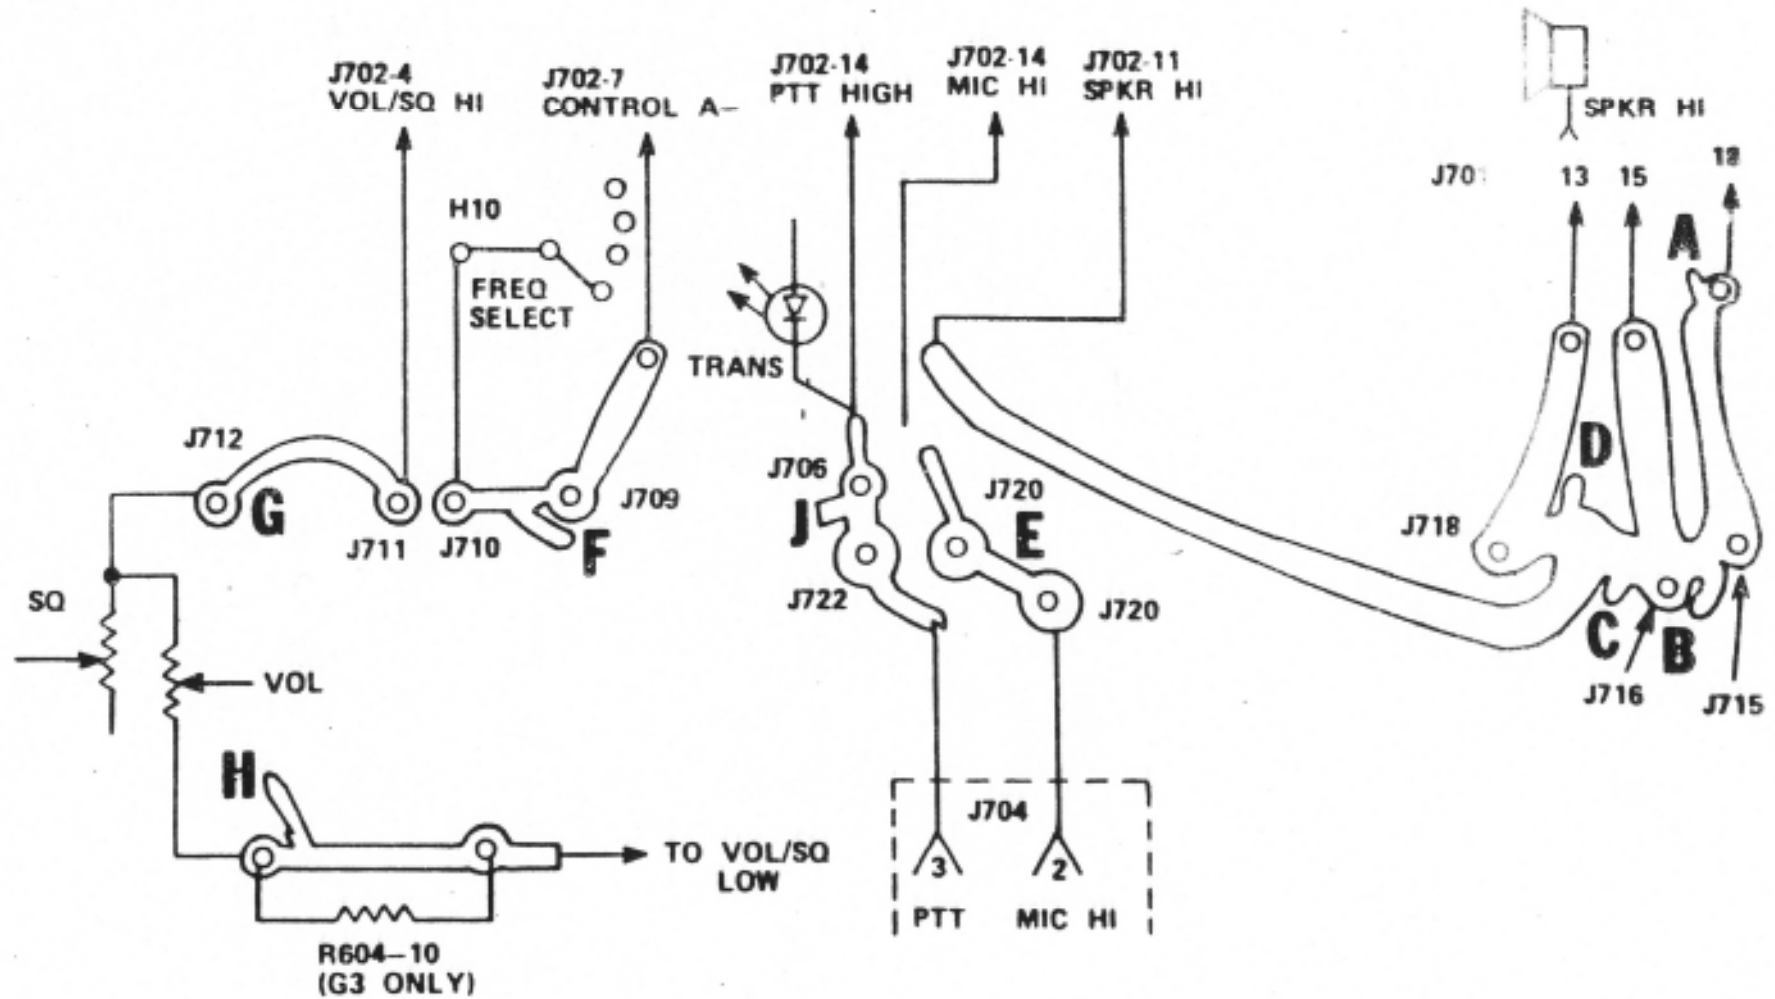 J702-4
VOL/SQ HI
J702-7
CONTROL A-
J702-14
PTT HIGH
J702-14
MIC HI
J702-11
SPKR HI
SPKR HI
13
15
A
H10
FREQ
SELECT
TRANS
D
J712
G
J711
J710
F
J709
J706
J
J722
J720
E
J720
J718
C
B
J716
J715
SQ
VOL
H
TO VOL/SQ
LOW
R604-10
(G3 ONLY)
J704
3
2
PTT
MIC HI